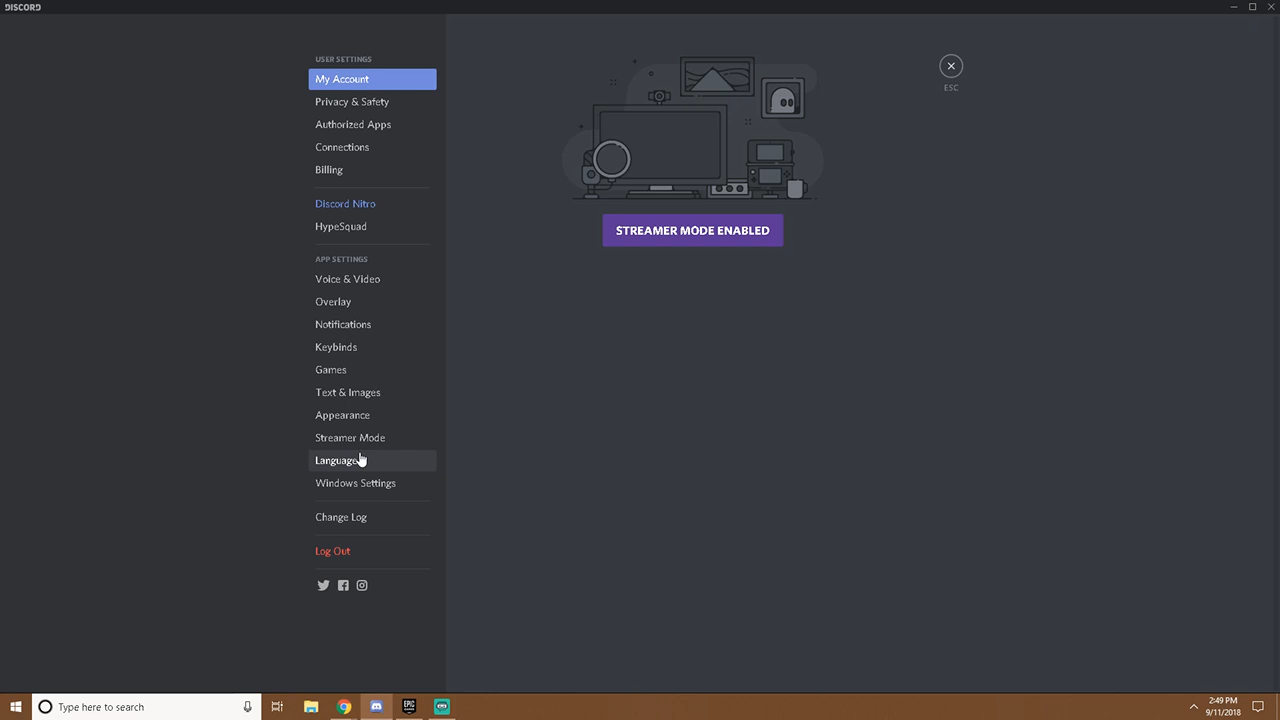 DISCORD
USER SETTINGS
My Account
Privacy & Safety
Authorized Apps
Connections
Billing
Discord Nitro
HypeSquad
APP SETTINGS
Voice & Video
Overlay
Notifications
Keybinds
Games
Text & Images
Appearance
Streamer Mode
Language
Windows Settings
Change Log
Log Out
STREAMER MODE ENABLED
ESC
Type here to search
EPIC
2:49 PM
9/11/2018